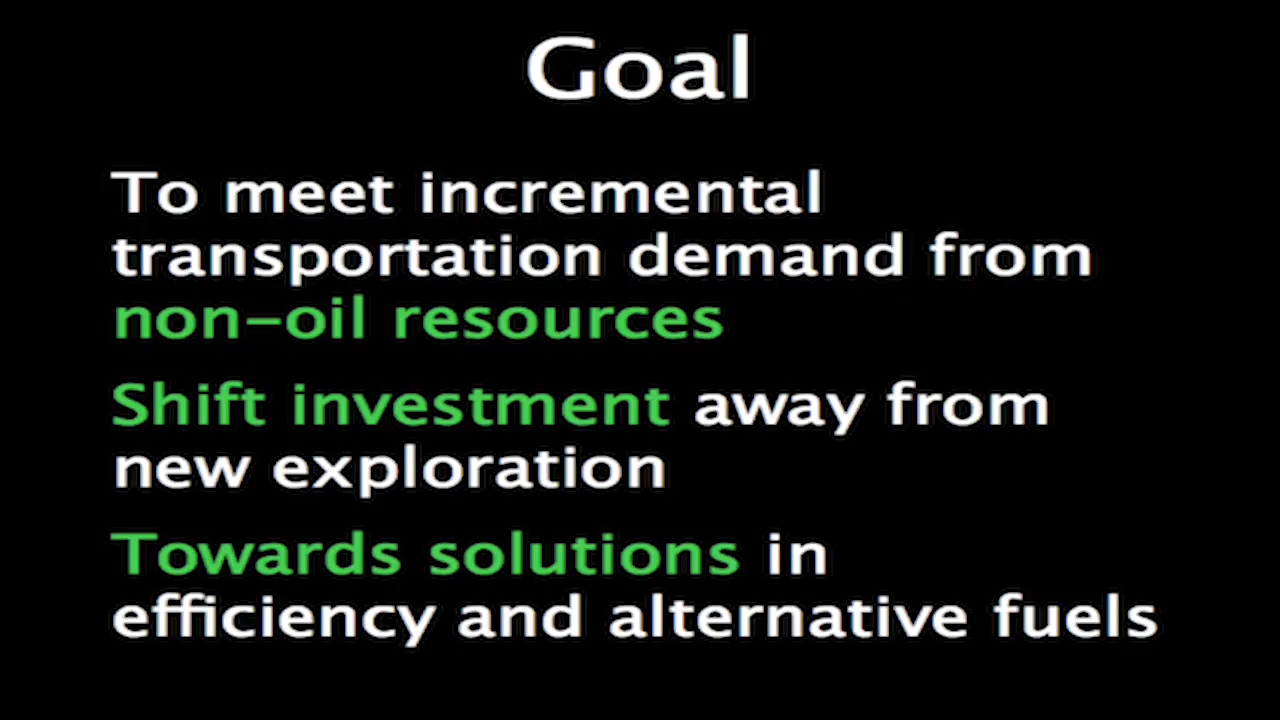 Goal
To meet incremental
transportation demand from
non-oil resources
Shift investment away from
new exploration
Towards solutions in
efficiency and alternative fuels